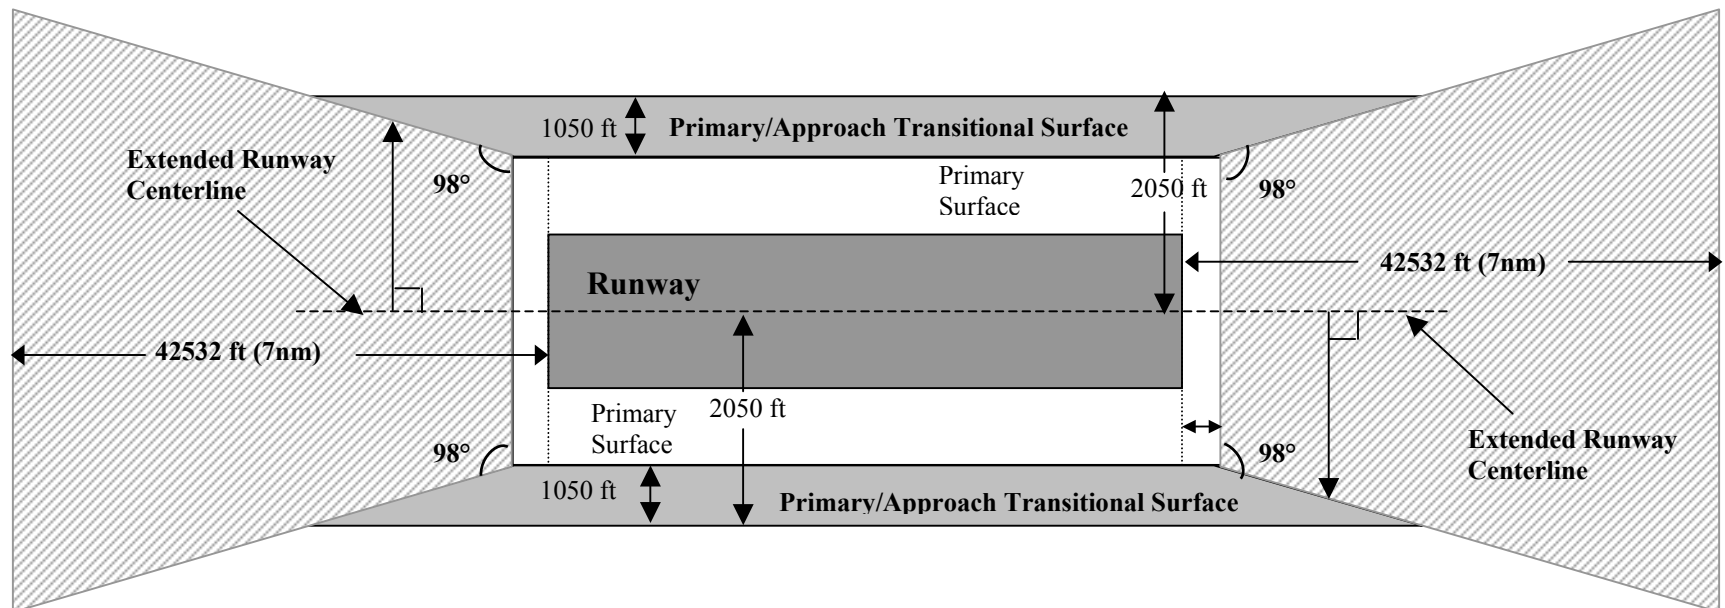 1050 ft
Primary/Approach Transitional Surface
Extended Runway
Centerline
98°
Primary
Surface
2050 ft
98°
Runway
42532 ft (7nm)
42532 ft (7nm)
Primary
Surface
2050 ft
98°
98°
Extended Runway
Centerline
1050 ft
Primary/Approach Transitional Surface